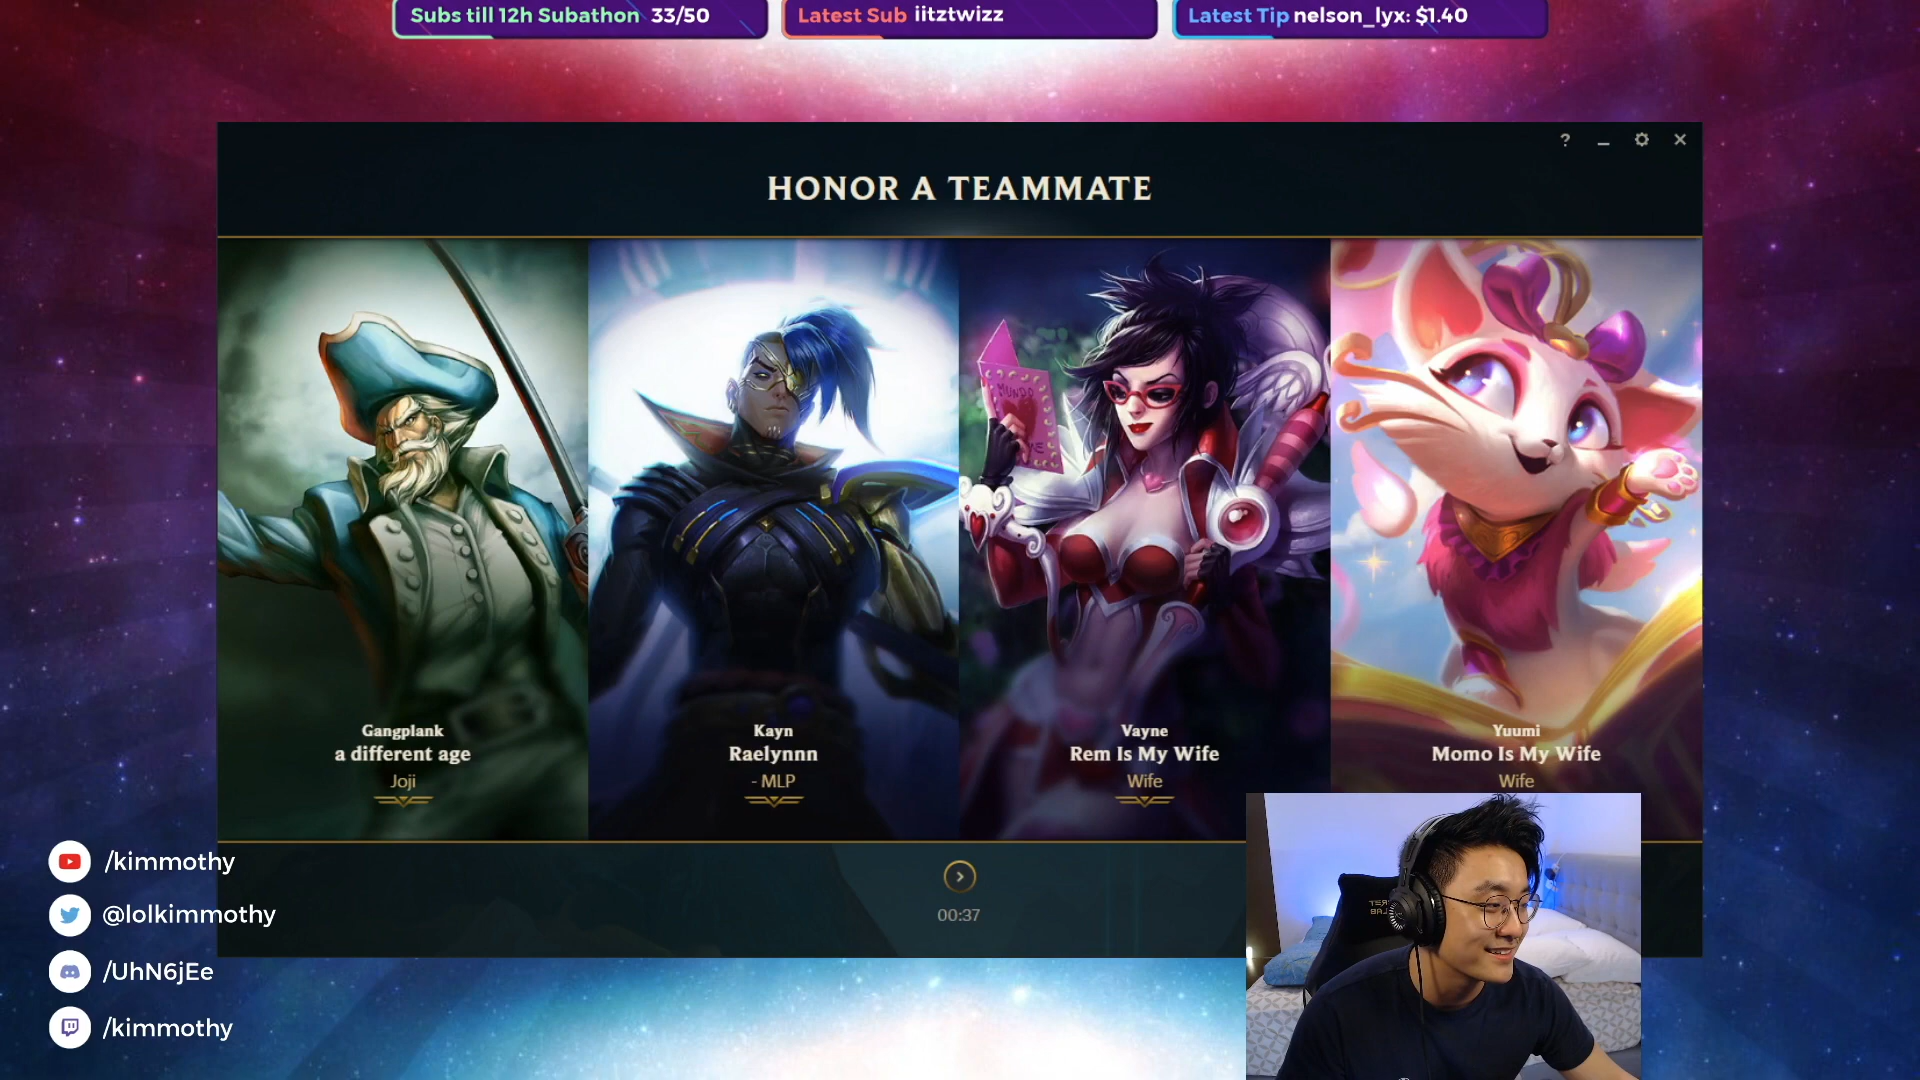 Subs till 12h Subathon 33/50
Latest Sub iitztwizz
Latest Tip nelson_lyx: $1.40
?
HONOR A TEAMMATE
MUNDO
Gangplank
a different age
Joji
Kayn
Raelynnn
- MLP
Vayne
Rem Is My Wife
Wife
Yuumi
Momo Is My Wife
Wife
00:37
/kimmothy
@lolkimmothy
/UhN6jEe
/kimmothy